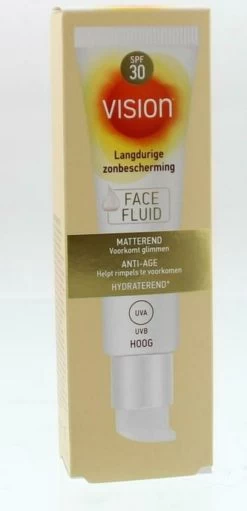 SPF
30
VISION
Langdurige
zonbescherming
FACE
FLUID
MATTEREND
Voorkomt glimmen
ANTI-AGE
Helpt rimpels te voorkomen
HYDRATEREND*
UVA
UVB
HOOG